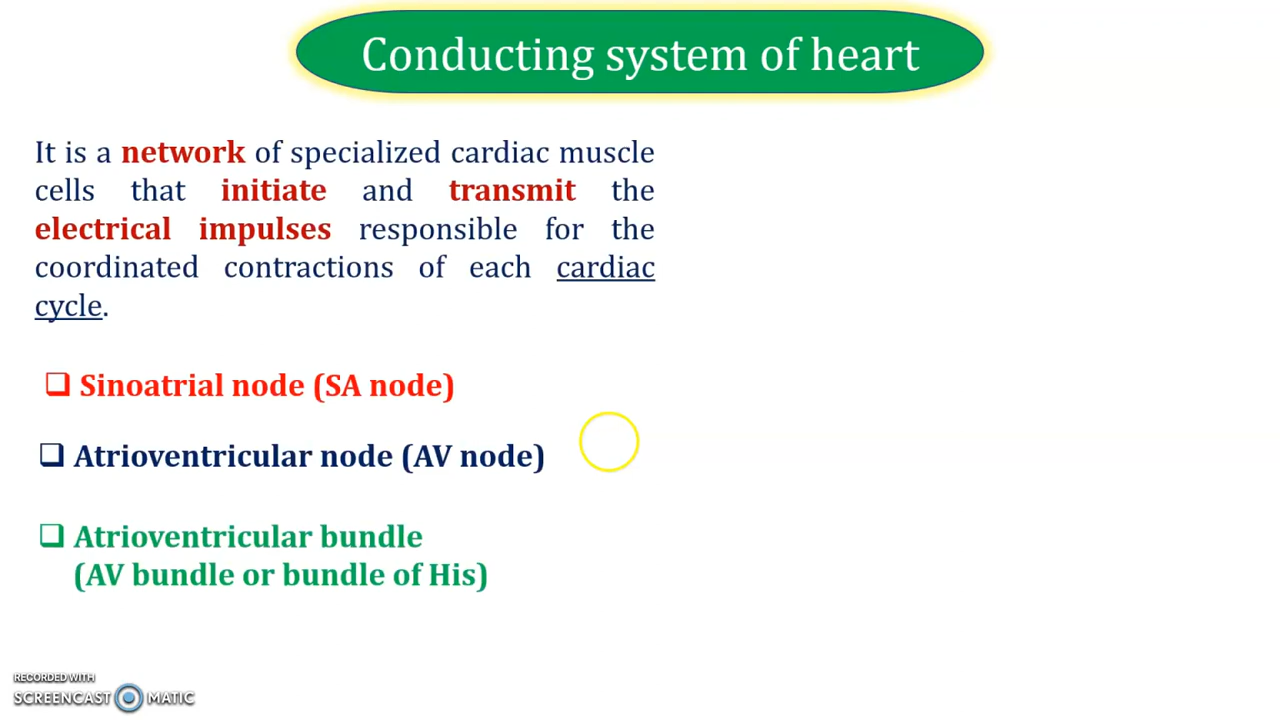 Conducting system of heart
It is a network of specialized cardiac muscle
cells that initiate and transmit the
electrical impulses responsible for the
coordinated contractions of each cardiac
cycle.
❑ Sinoatrial node (SA node)
❑ Atrioventricular node (AV node)
❑ Atrioventricular bundle
(AV bundle or bundle of His)
RECORDED WITH
SCREENCAST MATIC